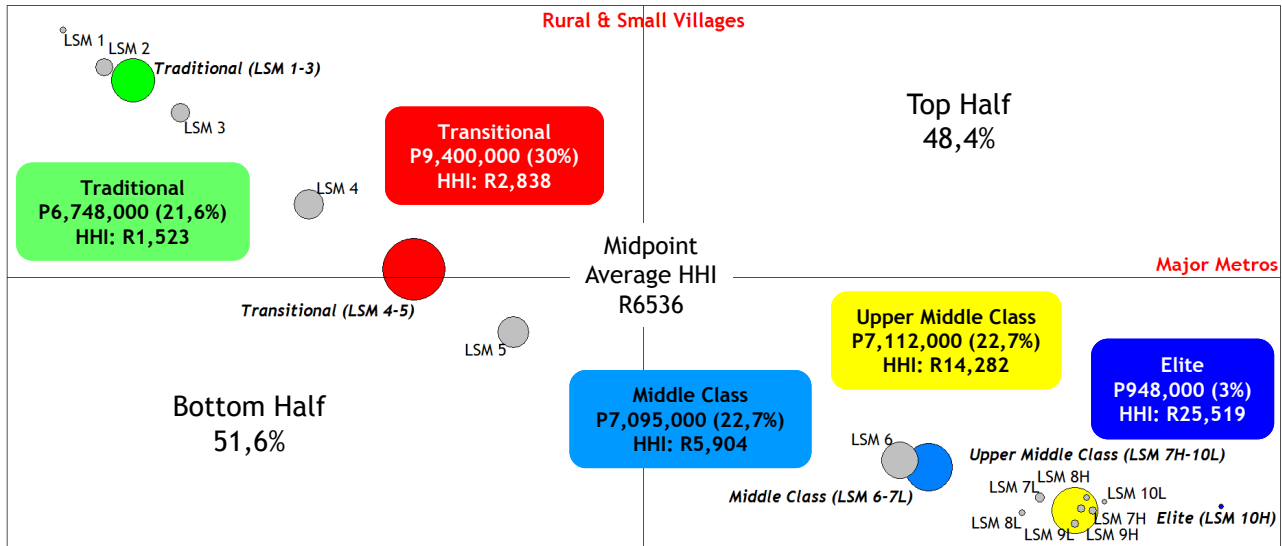 Rural & Small Villages
LSM 1
LSM 2
Traditional (LSM 1-3)
LSM 3
Top Half
48,4%
Transitional
P9,400,000 (30%)
HHI: R2,838
Traditional
P6,748,000 (21,6%)
HHI: R1,523
LSM 4
Midpoint
Average HHI
R6536
Major Metros
Transitional (LSM 4-5)
LSM 5
Upper Middle Class
P7,112,000 (22,7%)
HHI: R14,282
Elite
P948,000 (3%)
HHI: R25,519
Middle Class
P7,095,000 (22,7%)
HHI: R5,904
Bottom Half
51,6%
LSM 6
Upper Middle Class (LSM 7H-10L)
Middle Class (LSM 6-7L)
LSM 8H
LSM 7L
LSM 10L
LSM 8L
LSM 7H
Elite (LSM 10H)
LSM 9L
LSM 9H